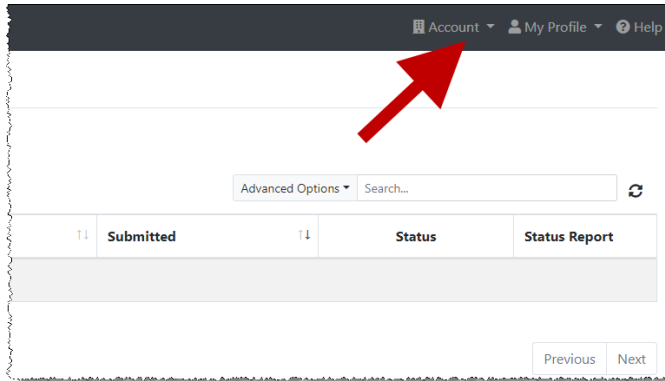 Account My Profile Help
Advanced Options Search...
Submitted Status Status Report
Previous Next